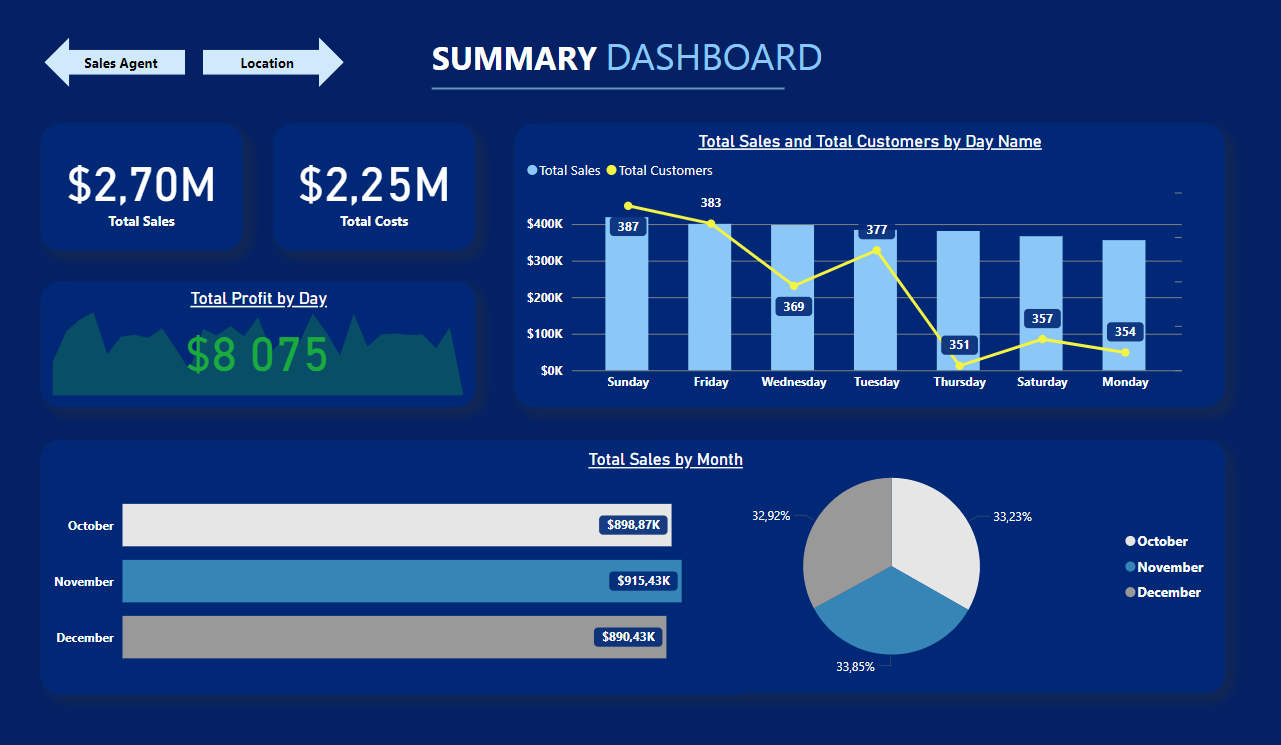 Sales Agent
Location
SUMMARY DASHBOARD
$2,70M
Total Sales
$2,25M
Total Costs
Total Profit by Day
$8 075
Total Sales and Total Customers by Day Name
Total Sales Total Customers
$400K
$300K
$200K
$100K
$0K
387
383
369
377
351
357
354
Sunday Friday Wednesday Tuesday Thursday Saturday Monday
Total Sales by Month
October $898,87K
November $915,43K
December $890,43K
32,92%
33,23%
33,85%
October
November
December